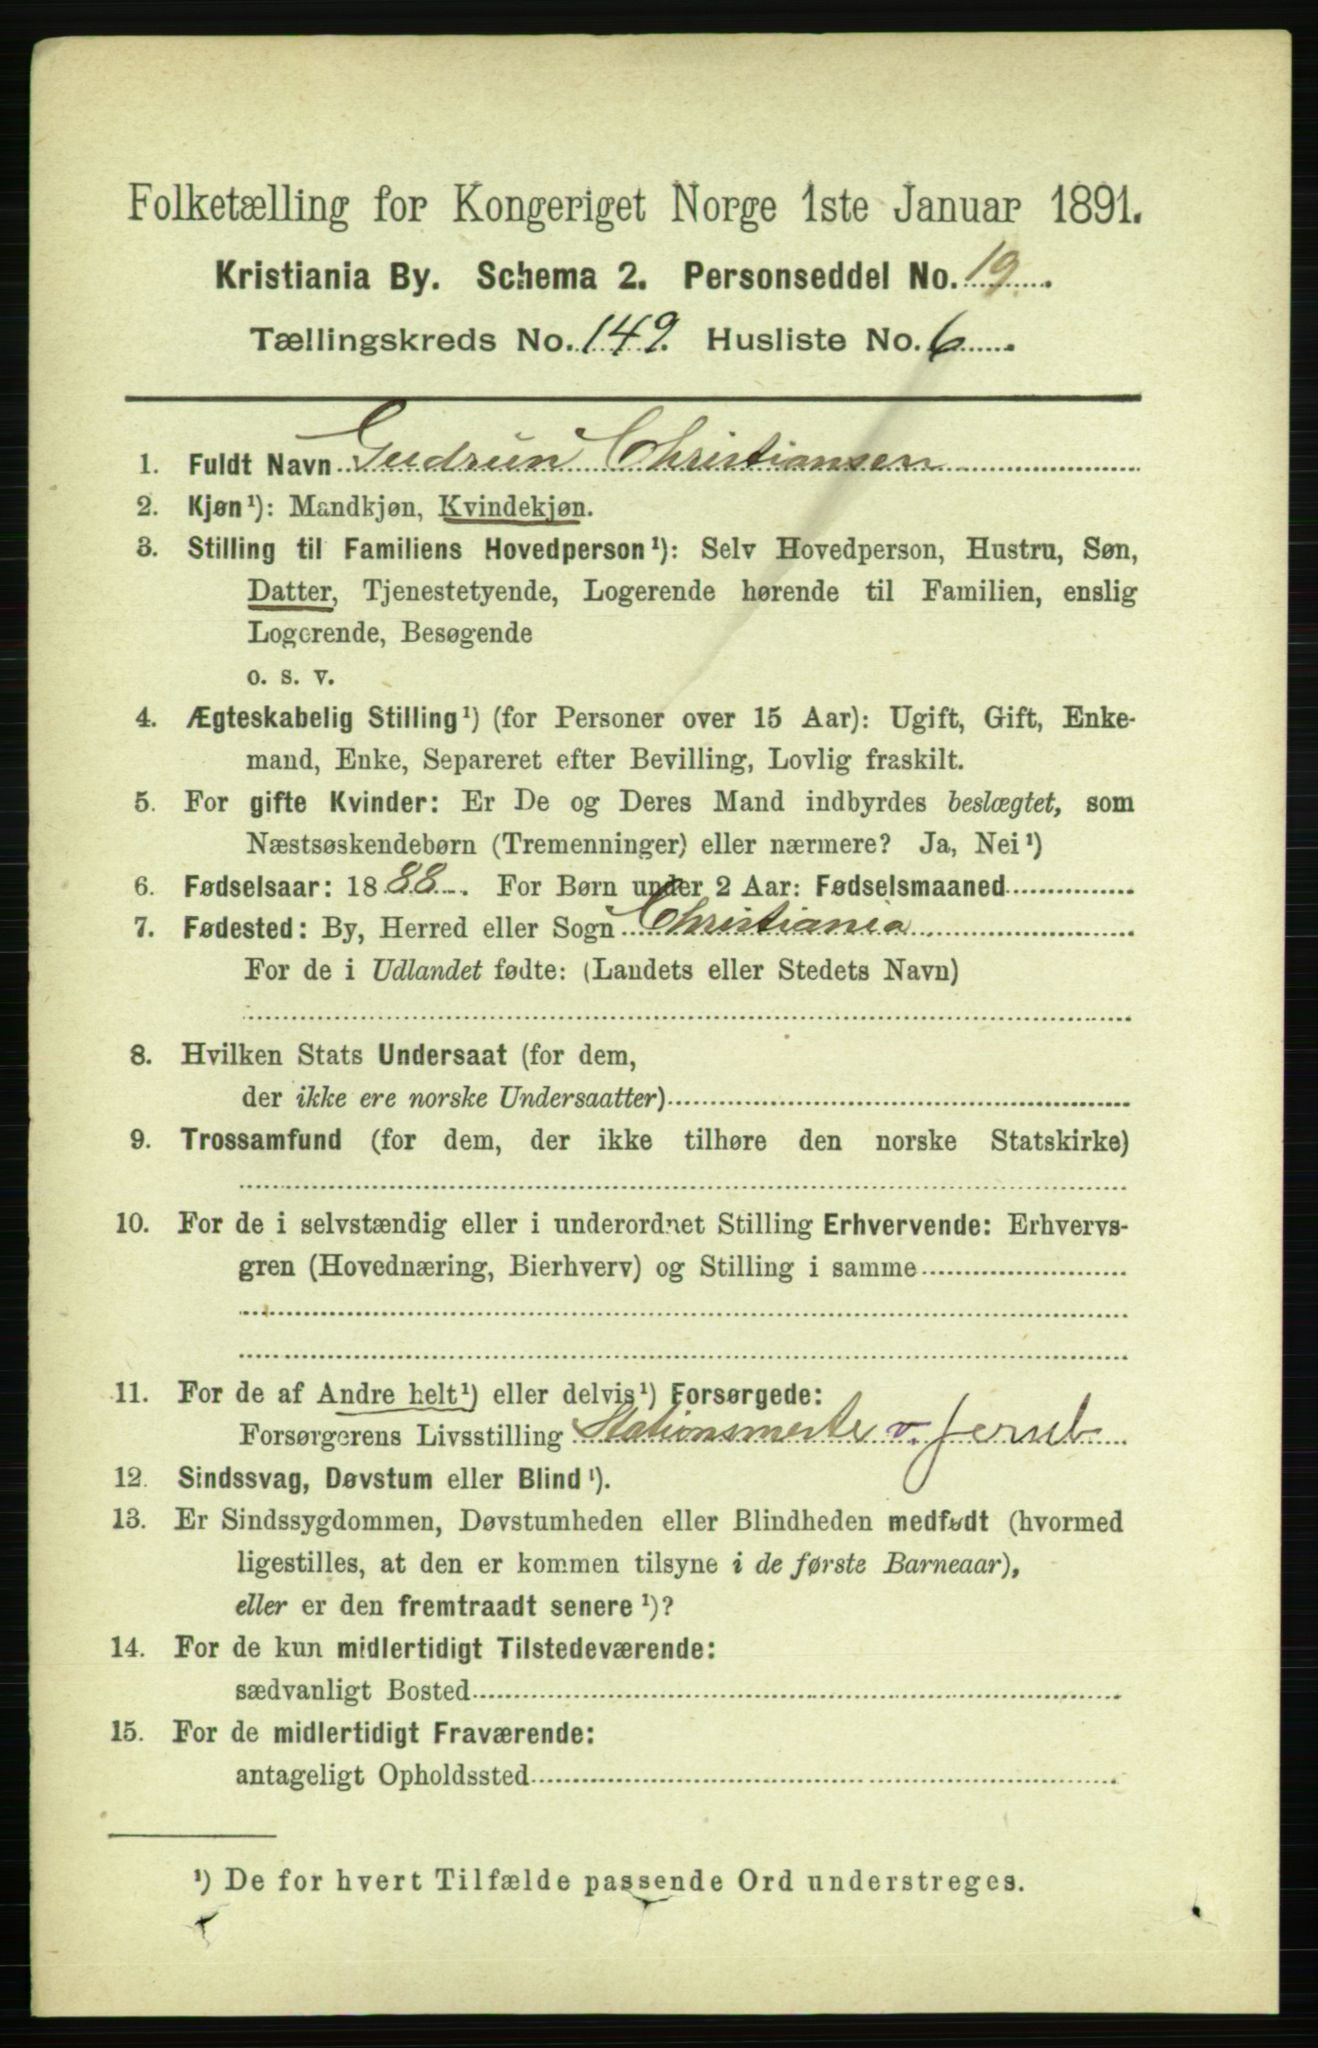 Folketælling for Kongeriget Norge 1ste Januar 1891.
Kristiania By. Schema 2. Personseddel No. 19
Tællingskreds No. 149. Husliste No. 6
1. Fuldt Navn Gudrun Christiansen
2. Kjøn¹): Mandkjøn, Kvindekjøn.
3. Stilling til Familiens Hovedperson¹): Selv Hovedperson, Hustru, Søn,
Datter, Tjenestetyende, Logerende hørende til Familien, enslig
Logerende, Besøgende
o. s. v.
4. Ægteskabelig Stilling¹) (for Personer over 15 Aar): Ugift, Gift, Enke-
mand, Enke, Separeret efter Bevilling, Lovlig fraskilt.
5. For gifte Kvinder: Er De og Deres Mand indbyrdes beslægtet, som
Næstsøskendebørn (Tremenninger) eller nærmere? Ja, Nei¹)
6. Fødselsaar: 1888. For Børn under 2 Aar: Fødselsmaaned
7. Fødested: By, Herred eller Sogn Christiania
For de i Udlandet fødte: (Landets eller Stedets Navn)
8. Hvilken Stats Undersaat (for dem,
der ikke ere norske Undersaatter)
9. Trossamfund (for dem, der ikke tilhøre den norske Statskirke)
10. For de i selvstændig eller i underordnet Stilling Erhvervende: Erhvervs-
gren (Hovednæring, Bierhverv) og Stilling i samme
11. For de af Andre helt¹) eller delvis¹) Forsørgede:
Forsørgerens Livsstilling Stationsmeste v. Jernb
12. Sindssvag, Døvstum eller Blind¹).
13. Er Sindssygdommen, Døvstumheden eller Blindheden medfødt (hvormed
ligestilles, at den er kommen tilsyne i de første Barneaar),
eller er den fremtraadt senere¹)?
14. For de kun midlertidigt Tilstedeværende:
sædvanligt Bosted
15. For de midlertidigt Fraværende:
antageligt Opholdssted
¹) De for hvert Tilfælde passende Ord understreges.